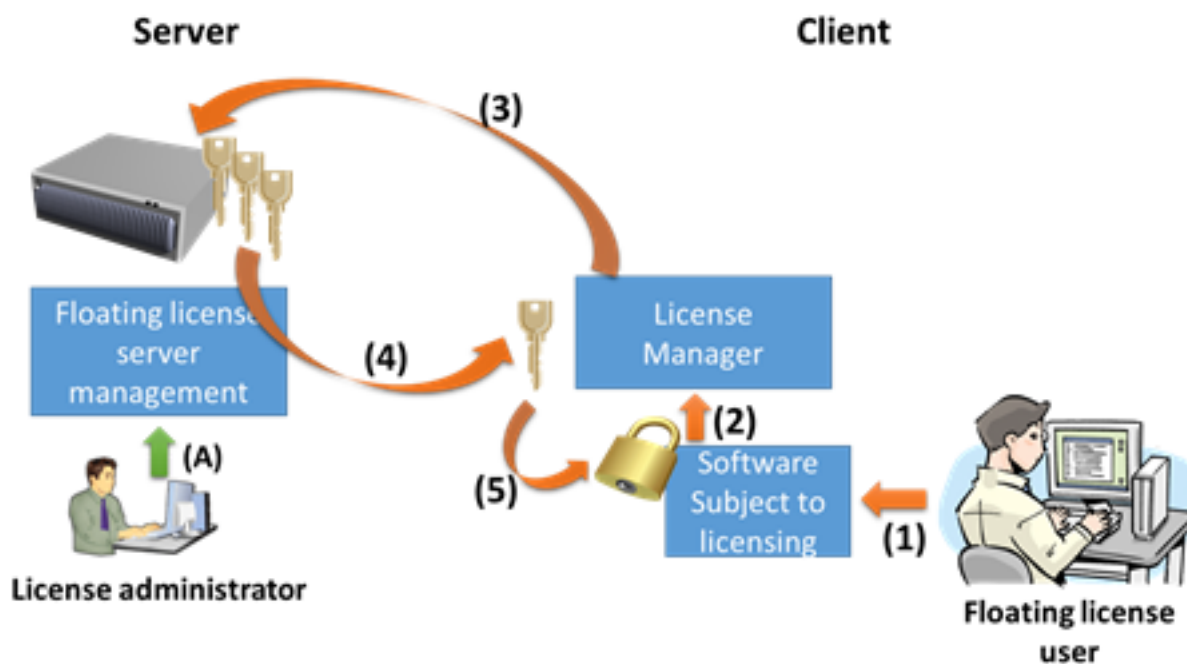 Server
Client
(3)
Floating license
server
management
(4)
License
Manager
(A)
(2)
(5)
Software
Subject to
licensing
(1)
License administrator
Floating license
user